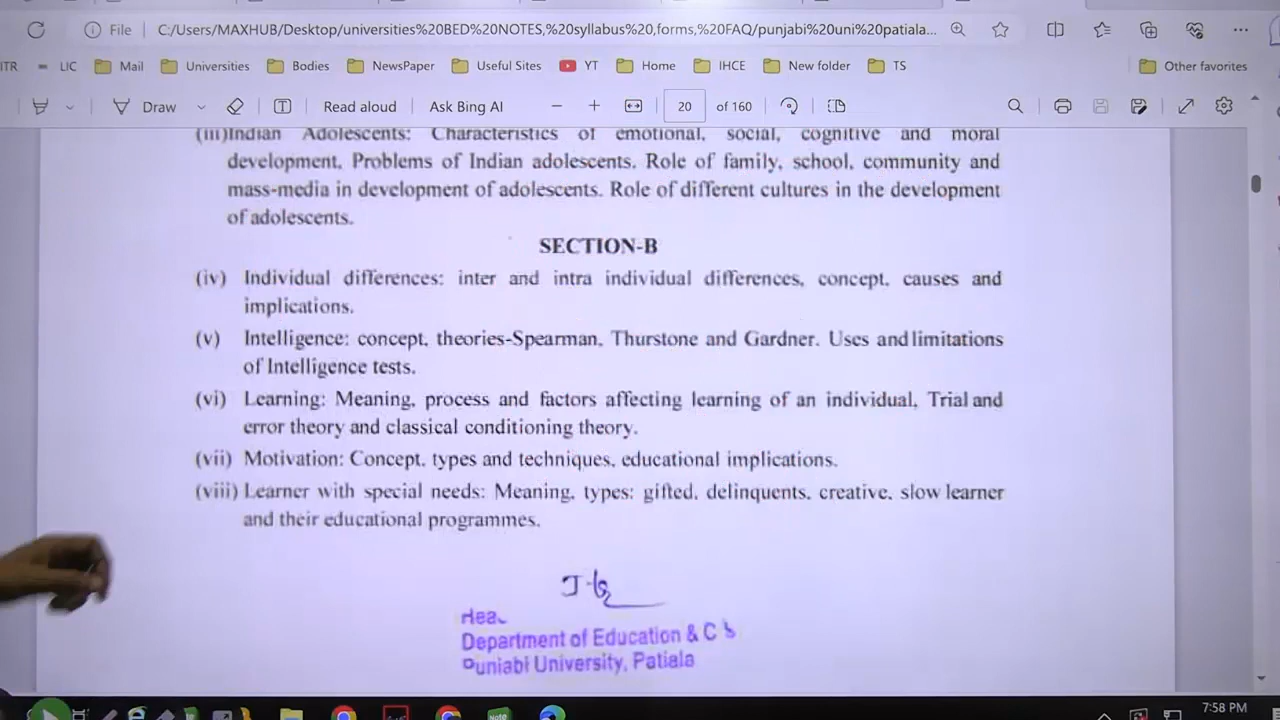 File C:/Users/MAXHUB/Desktop/universities%20BED%20NOTES,%20syllabus%20,forms,%20FAQ/punjabi%20uni%20patiala...
ITR LIC Mail Universities Bodies NewsPaper Useful Sites YT Home IHCE New folder TS Other favorites
Draw Read aloud Ask Bing AI 20 of 160
(iii)Indian Adolescents: Characteristics of emotional, social, cognitive and moral
development, Problems of Indian adolescents. Role of family, school, community and
mass-media in development of adolescents. Role of different cultures in the development
of adolescents.
SECTION-B
(iv) Individual differences: inter and intra individual differences, concept, causes and
implications.
(v) Intelligence: concept, theories-Spearman, Thurstone and Gardner. Uses and limitations
of Intelligence tests.
(vi) Learning: Meaning, process and factors affecting learning of an individual, Trial and
error theory and classical conditioning theory.
(vii) Motivation: Concept, types and techniques, educational implications.
(viii) Learner with special needs: Meaning, types: gifted, delinquents, creative, slow learner
and their educational programmes.
Department of Education & C S
Punjabi University, Patiala
7:58 PM